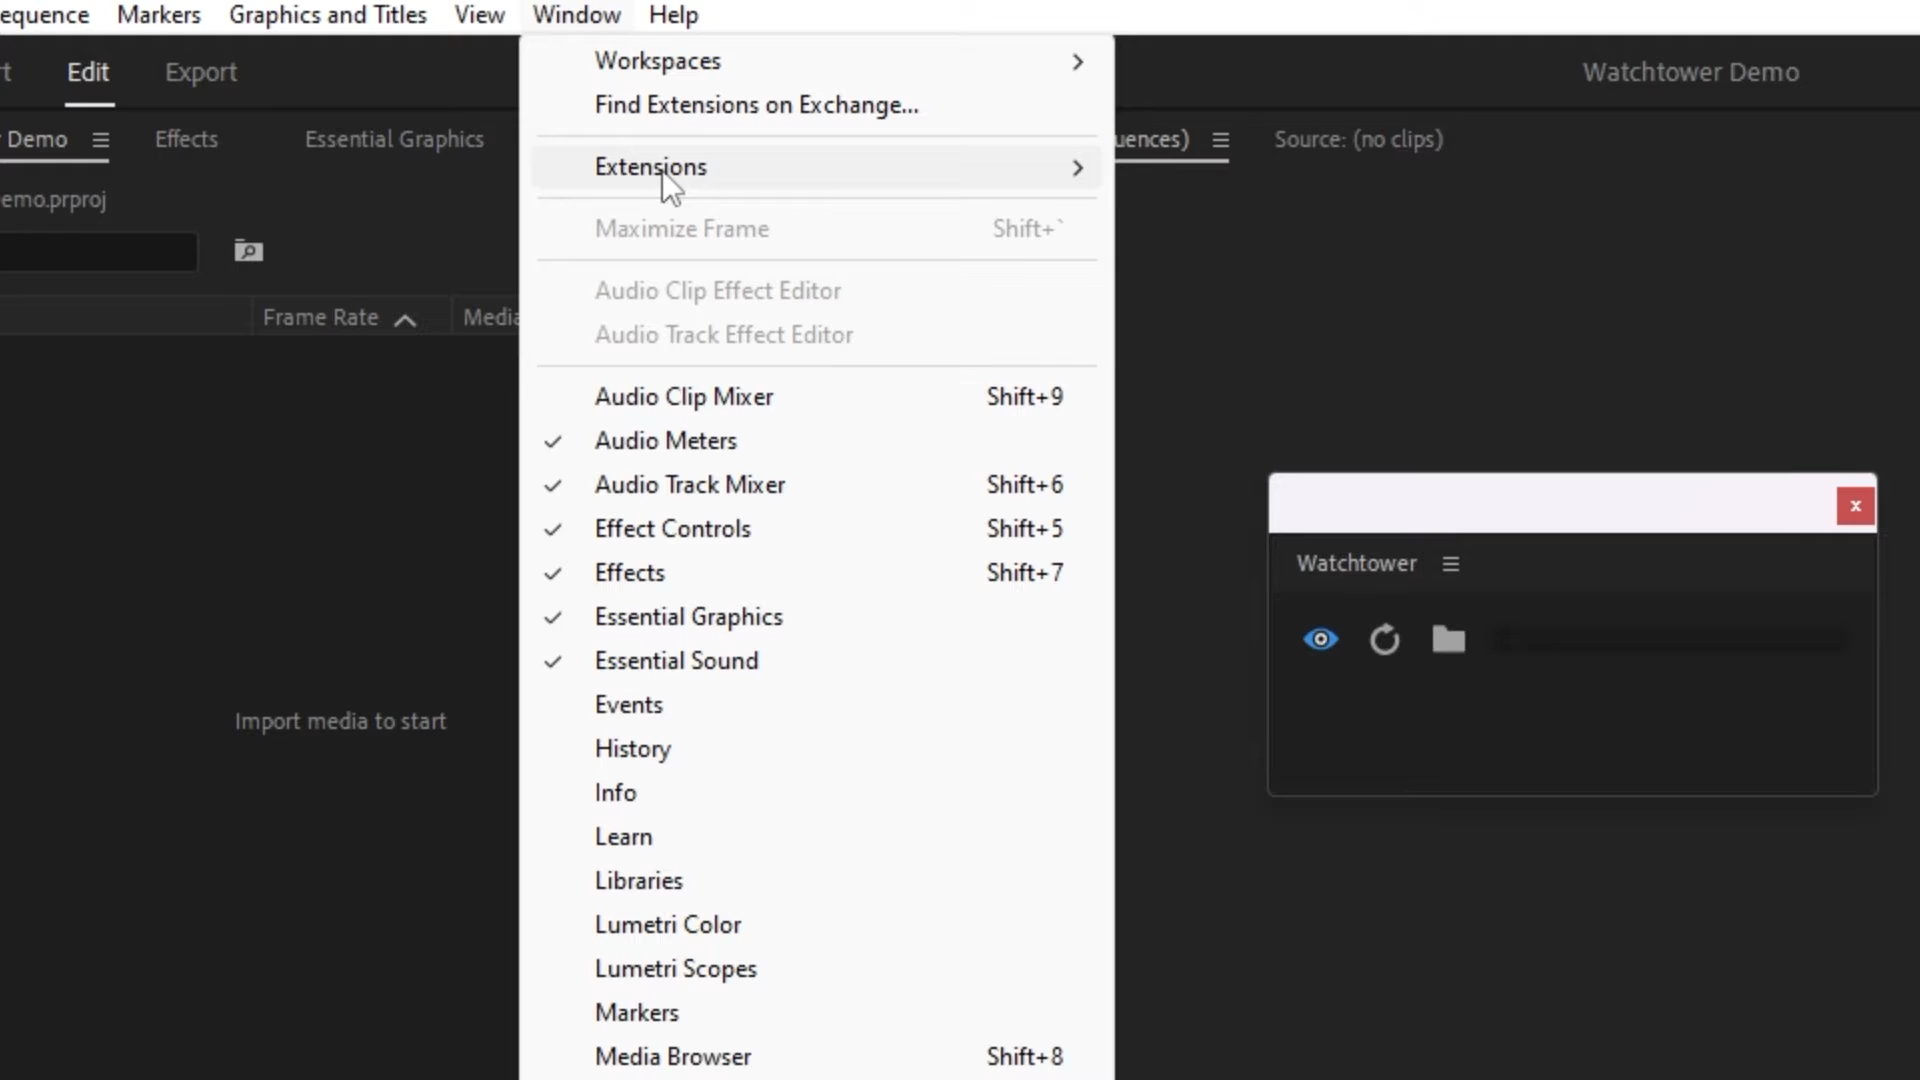 equence Markers Graphics and Titles View Window Help
t Edit Export Watchtower Demo
Demo Effects Essential Graphics uences) Source: (no clips)
emo.prproj
Frame Rate Media
Import media to start
Workspaces
Find Extensions on Exchange...
Extensions
Maximize Frame Shift+`
Audio Clip Effect Editor
Audio Track Effect Editor
Audio Clip Mixer Shift+9
Audio Meters
Audio Track Mixer Shift+6
Effect Controls Shift+5
Effects Shift+7
Essential Graphics
Essential Sound
Events
History
Info
Learn
Libraries
Lumetri Color
Lumetri Scopes
Markers
Media Browser Shift+8
x
Watchtower